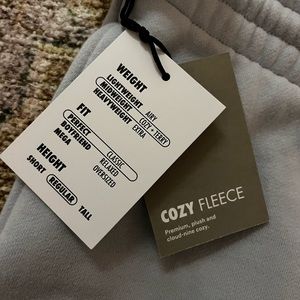 WEIGHT
LIGHTWEIGHT AIRY
MIDWEIGHT COZY + TERRY
HEAVYWEIGHT EXTRA
FIT
PERFECT CLASSIC
BOYFRIEND RELAXED
MEGA OVERSIZED
HEIGHT
SHORT REGULAR TALL
COZY FLEECE
Premium, plush and
cloud-nine cozy.